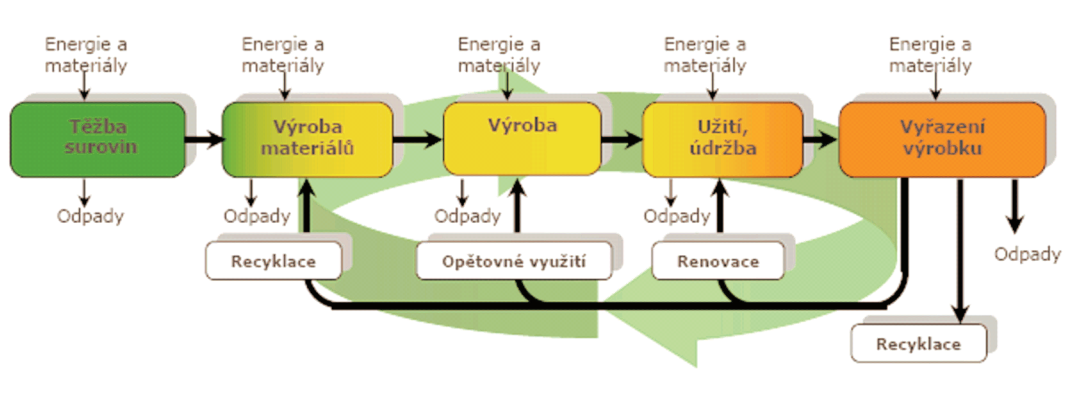 Energie a
materiály
Energie a
materiály
Energie a
materiály
Energie a
materiály
Energie a
materiály
Těžba
surovin
Výroba
materiálů
Výroba
Užití,
údržba
Vyřazení
výrobku
Odpady
Odpady
Odpady
Odpady
Odpady
Recyklace
Opětovné využití
Renovace
Recyklace